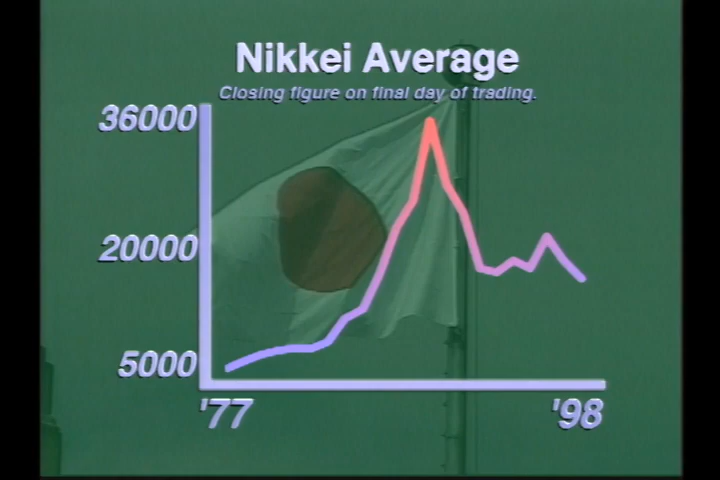 Nikkei Average
Closing figure on final day of trading.
36000
20000
5000
'77
'98